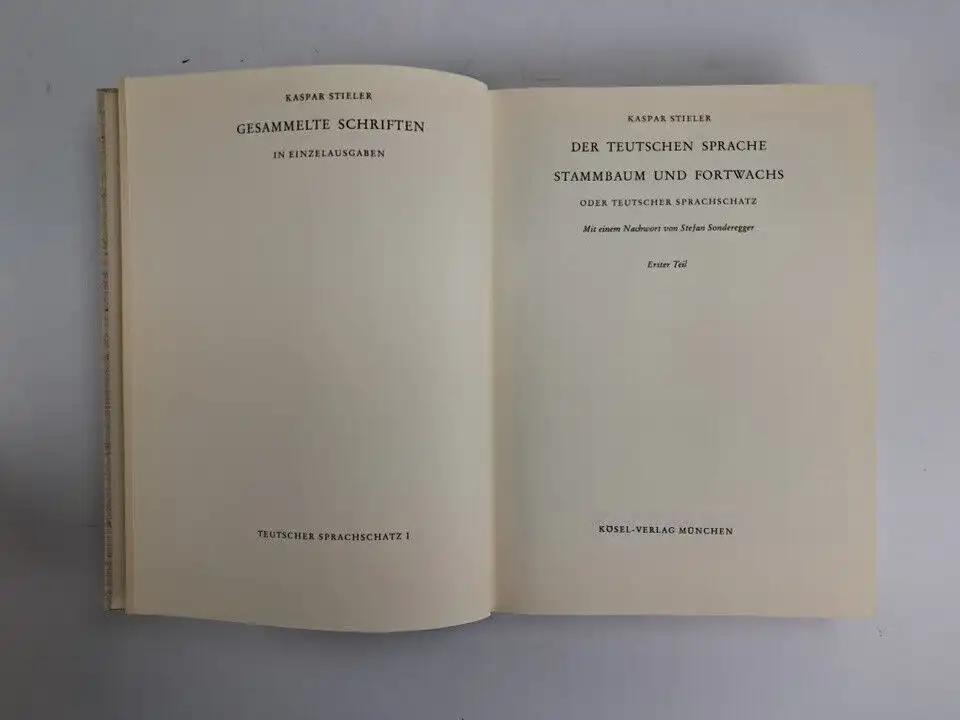 KASPAR STIELER
GESAMMELTE SCHRIFTEN
IN EINZELAUSGABEN
TEUTSCHER SPRACHSCHATZ I
KASPAR STIELER
DER TEUTSCHEN SPRACHE
STAMMBAUM UND FORTWACHS
ODER TEUTSCHER SPRACHSCHATZ
Mit einem Nachwort von Stefan Sonderegger
Erster Teil
KÖSEL-VERLAG MÜNCHEN